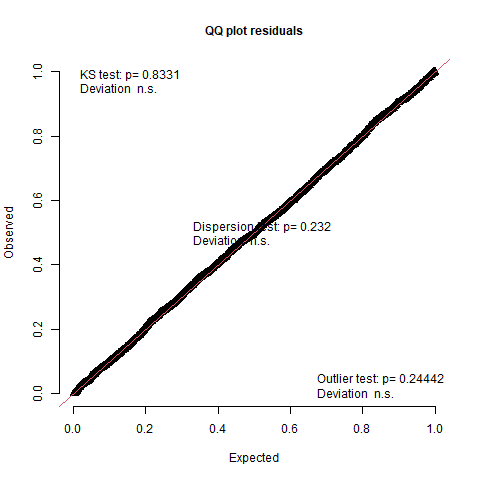 QQ plot residuals
KS test: p= 0.8331
Deviation n.s.
Dispersion test: p= 0.232
Deviation n.s.
Outlier test: p= 0.24442
Deviation n.s.
Observed
0.0 0.2 0.4 0.6 0.8 1.0
0.0 0.2 0.4 0.6 0.8 1.0
Expected